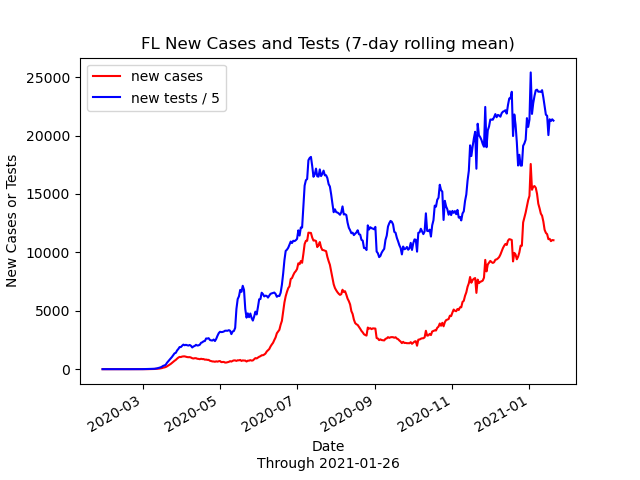 FL New Cases and Tests (7-day rolling mean)
new cases
new tests / 5
New Cases or Tests
25000
20000
15000
10000
5000
0
2020-03
2020-05
2020-07
2020-09
2020-11
2021-01
Date
Through 2021-01-26